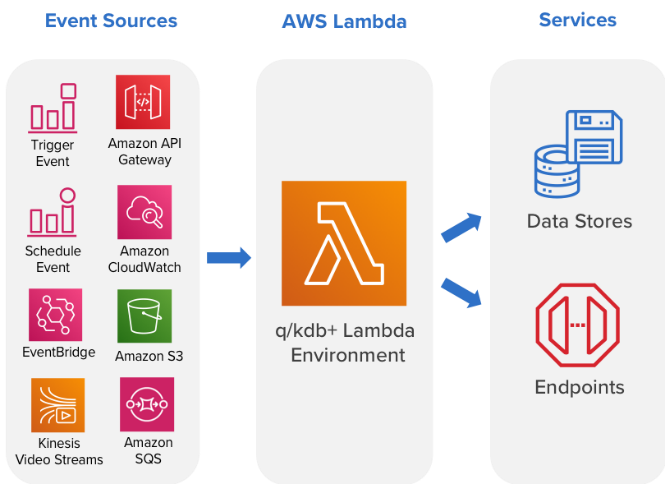 Event Sources
AWS Lambda
Services
Trigger
Event
Amazon API
Gateway
Schedule
Event
Amazon
CloudWatch
EventBridge
Amazon S3
Kinesis
Video Streams
Amazon
SQS
q/kdb+ Lambda
Environment
Data Stores
Endpoints